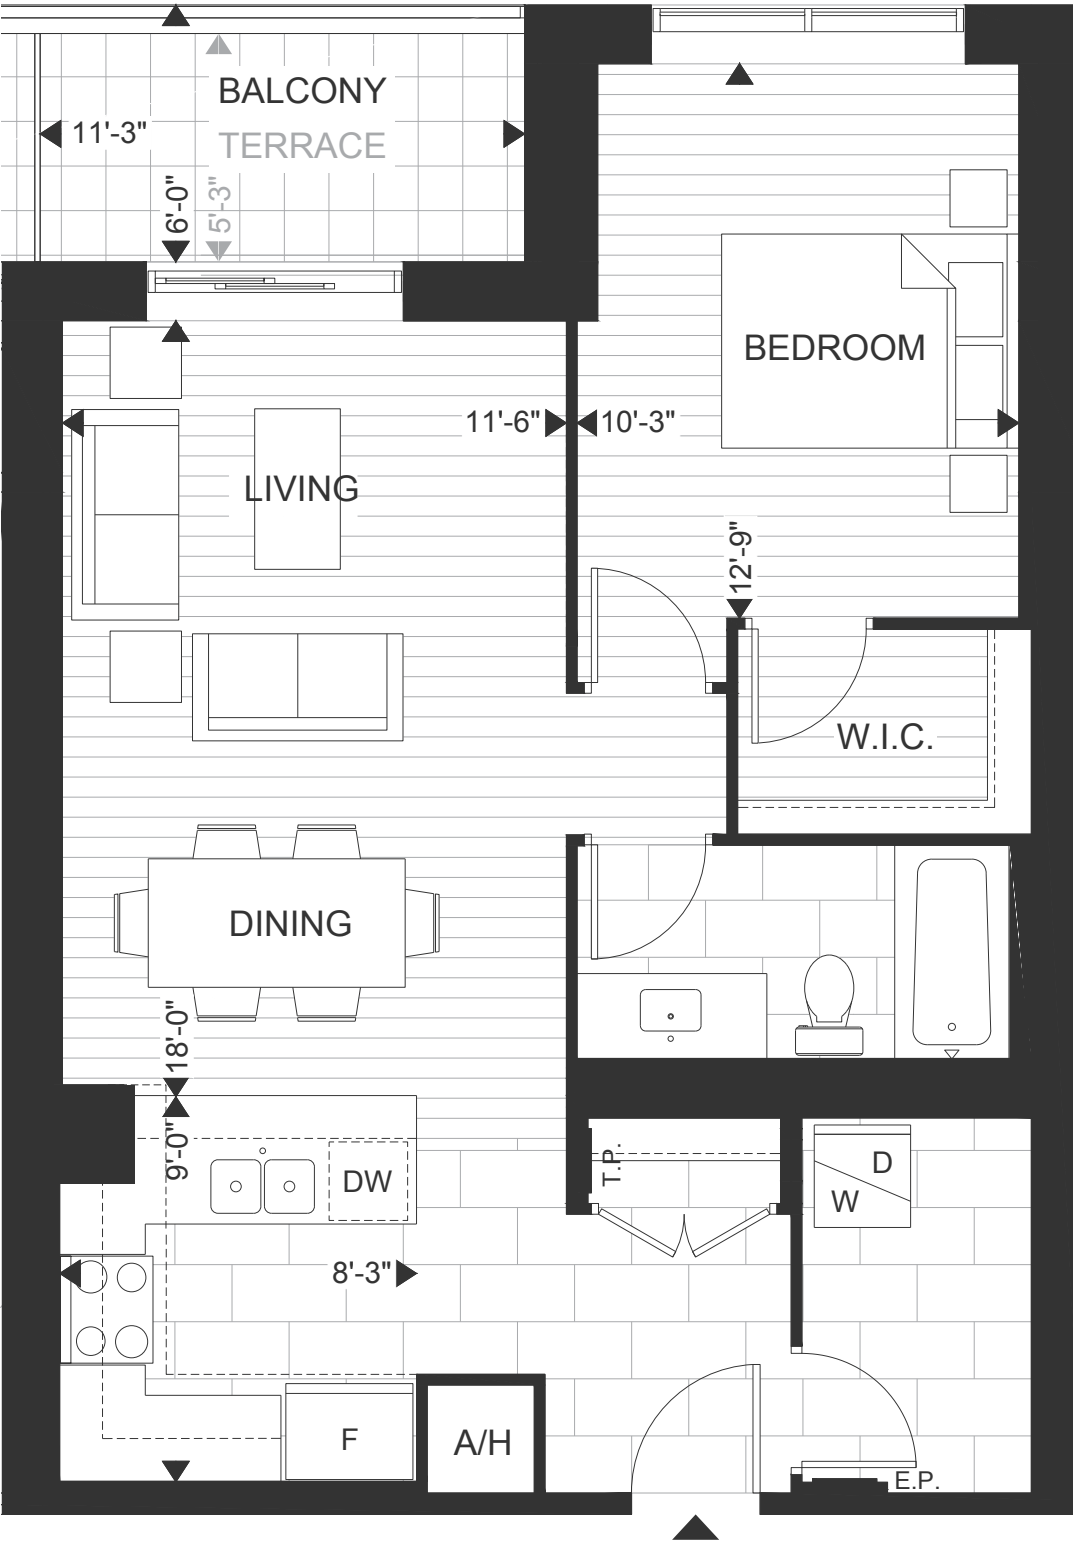 BALCONY
11'-3"
TERRACE
6'-0"
5'-3"
BEDROOM
11'-6"
10'-3"
LIVING
12'-9"
W.I.C.
DINING
18'-0"
9'-0"
DW
T.P.
D
W
8'-3"
F
A/H
E.P.